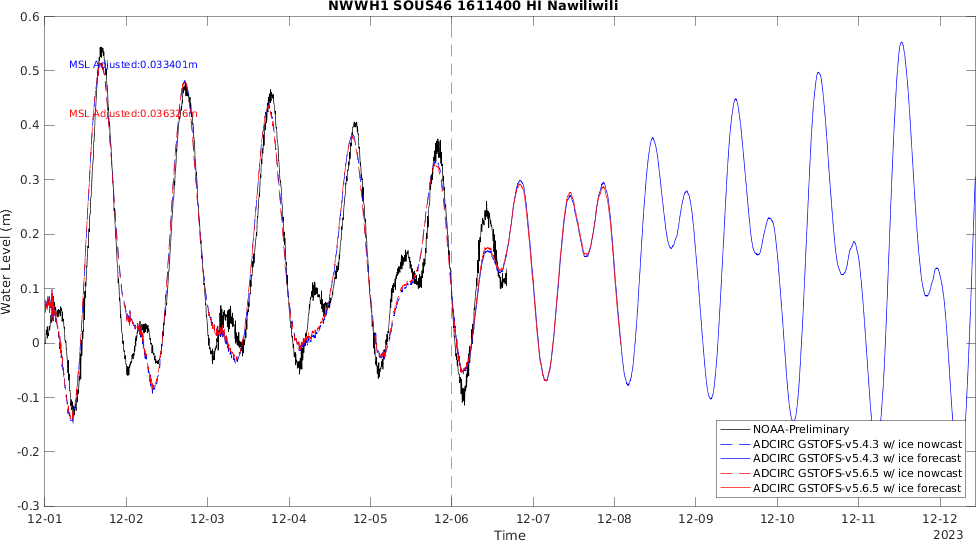 NWWH1 SOUS46 1611400 HI Nawiliwili
0.6
0.5
0.4
0.3
0.2
0.1
0
-0.1
-0.2
-0.3
Water Level (m)
MSL Adjusted:0.033401m
MSL Adjusted:0.036326m
NOAA-Preliminary
ADCIRC GSTOFS-v5.4.3 w/ ice nowcast
ADCIRC GSTOFS-v5.4.3 w/ ice forecast
ADCIRC GSTOFS-v5.6.5 w/ ice nowcast
ADCIRC GSTOFS-v5.6.5 w/ ice forecast
12-01 12-02 12-03 12-04 12-05 12-06 12-07 12-08 12-09 12-10 12-11 12-12
2023
Time